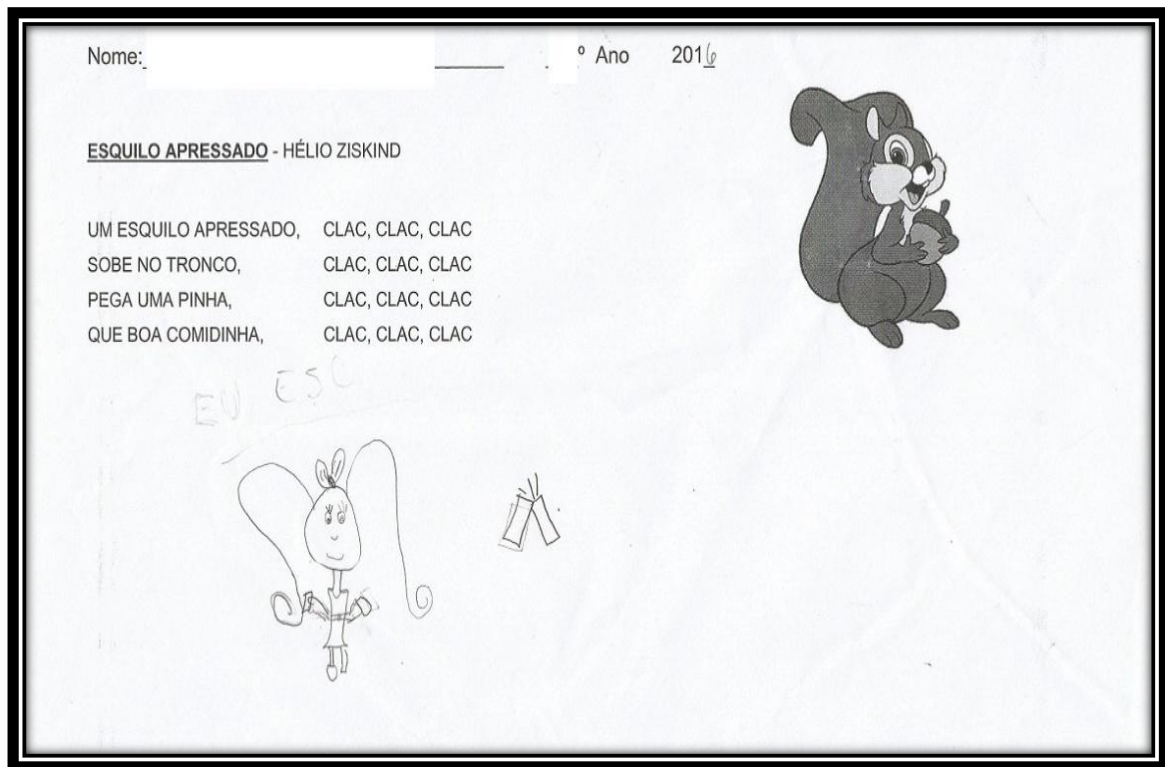 Nome: º Ano 2016
ESQUILO APRESSADO - HÉLIO ZISKIND
UM ESQUILO APRESSADO, CLAC, CLAC, CLAC
SOBE NO TRONCO, CLAC, CLAC, CLAC
PEGA UMA PINHA, CLAC, CLAC, CLAC
QUE BOA COMIDINHA, CLAC, CLAC, CLAC
EU ESC